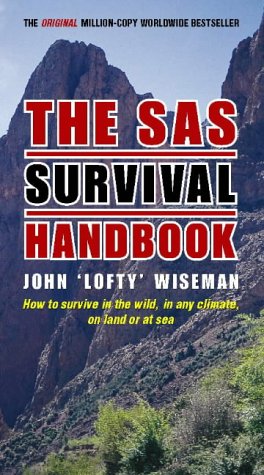 THE ORIGINAL MILLION-COPY WORLDWIDE BESTSELLER
THE SAS
SURVIVAL
HANDBOOK
JOHN ‘LOFTY’ WISEMAN
How to survive in the wild, in any climate,
on land or at sea